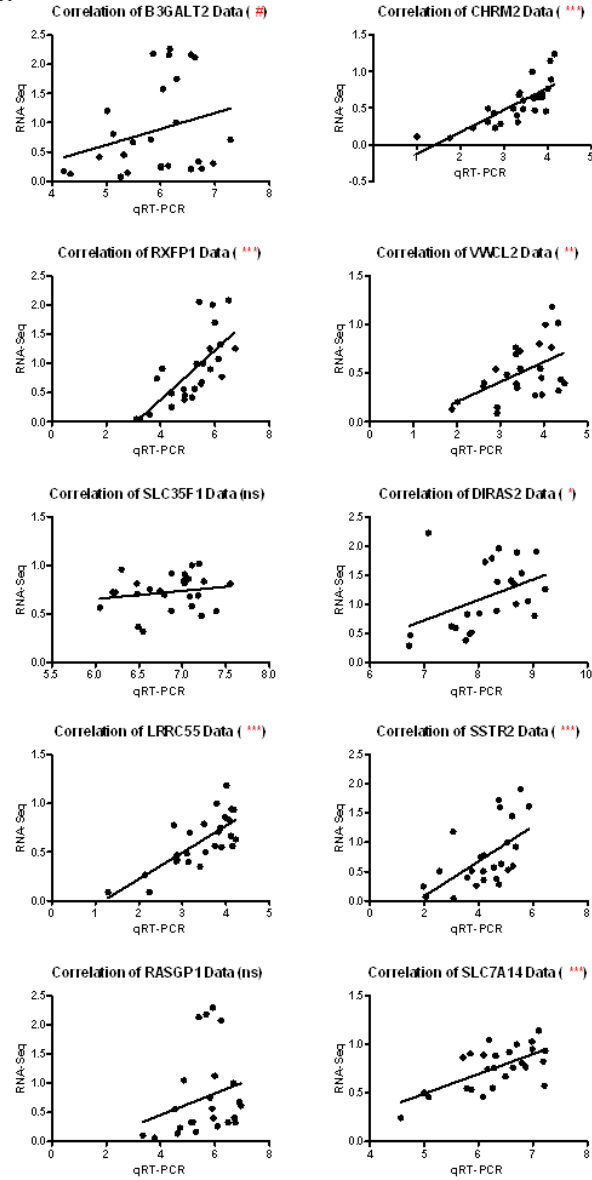 Correlation of B3GALT2 Data ( #)
2.5
2.0
1.5
1.0
0.5
0.0
RNA-Seq
4 5 6 7 8
qRT-PCR
Correlation of CHRM2 Data ( ***)
1.5
1.0
0.5
0.0
-0.5
RNA-Seq
1 2 3 4 5
qRT-PCR
Correlation of RXFP1 Data ( ***)
2.5
2.0
1.5
1.0
0.5
0.0
RNA-Seq
0 2 4 6 8
qRT-PCR
Correlation of VWCL2 Data ( **)
1.5
1.0
0.5
0.0
RNA-Seq
0 1 2 3 4 5
qRT-PCR
Correlation of SLC35F1 Data (ns)
1.5
1.0
0.5
0.0
RNA-Seq
5.5 6.0 6.5 7.0 7.5 8.0
qRT-PCR
Correlation of DIRAS2 Data ( *)
2.5
2.0
1.5
1.0
0.5
0.0
RNA-Seq
6 7 8 9 10
qRT-PCR
Correlation of LRRC55 Data ( ***)
1.5
1.0
0.5
0.0
RNA-Seq
0 1 2 3 4 5
qRT-PCR
Correlation of SSTR2 Data ( ***)
2.5
2.0
1.5
1.0
0.5
0.0
RNA-Seq
0 2 4 6 8
qRT-PCR
Correlation of RASGP1 Data (ns)
2.5
2.0
1.5
1.0
0.5
0.0
RNA-Seq
0 2 4 6 8
qRT-PCR
Correlation of SLC7A14 Data ( ***)
1.5
1.0
0.5
0.0
RNA-Seq
4 5 6 7 8
qRT-PCR